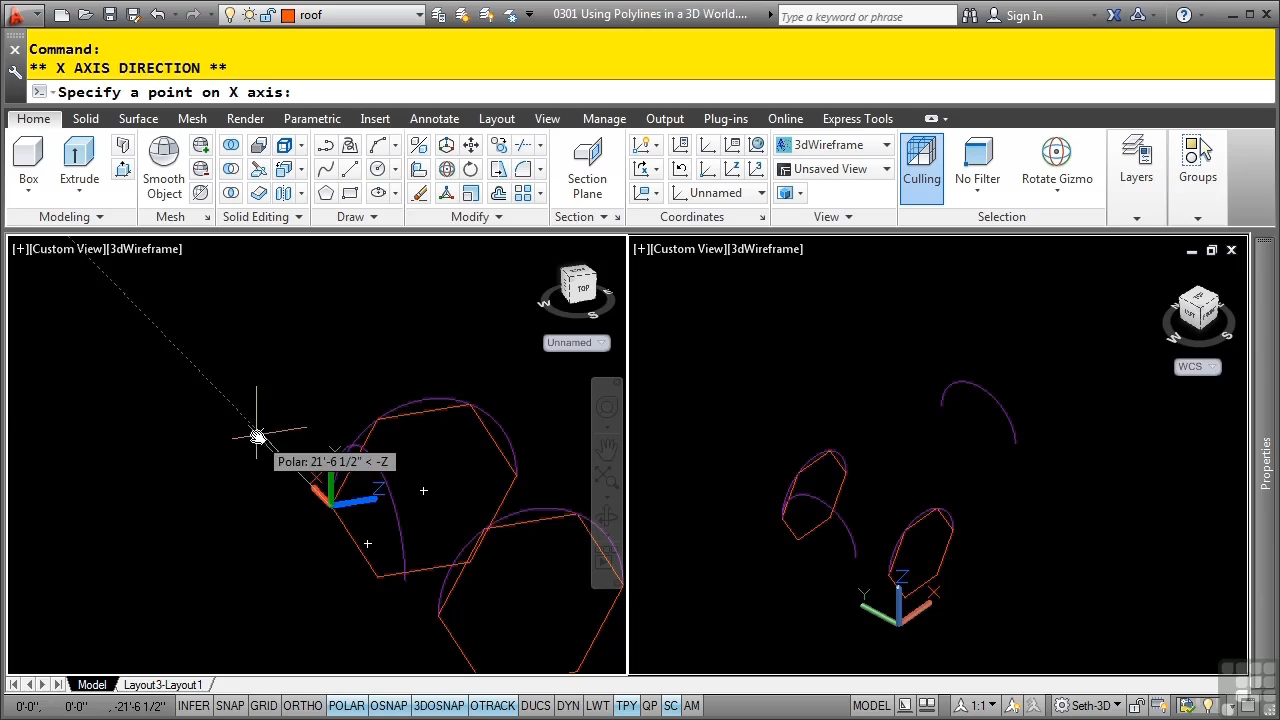 roof
0301 Using Polylines in a 3D World....
Type a keyword or phrase
Sign In
Command:
** X AXIS DIRECTION **
Specify a point on X axis:
Home Solid Surface Mesh Render Parametric Insert Annotate Layout View Manage Output Plug-ins Online Express Tools
Box
Extrude
Smooth
Object
Section
Plane
3dWireframe
Unsaved View
Unnamed
Culling
No Filter
Rotate Gizmo
Layers
Groups
Modeling Mesh Solid Editing Draw Modify Section Coordinates View Selection
[+][Custom View][3dWireframe]
TOP
W
S
Unnamed
Polar: 21'-6 1/2" < -Z
X
Y
Z
[+][Custom View][3dWireframe]
W
S
WCS
Z
Y
X
Properties
Model Layout3-Layout1
0'-0", 0'-0" , -21'-6 1/2" INFER SNAP GRID ORTHO POLAR OSNAP 3DOSNAP OTRACK DUCS DYN LWT TPY QP SC AM MODEL 1:1 Seth-3D